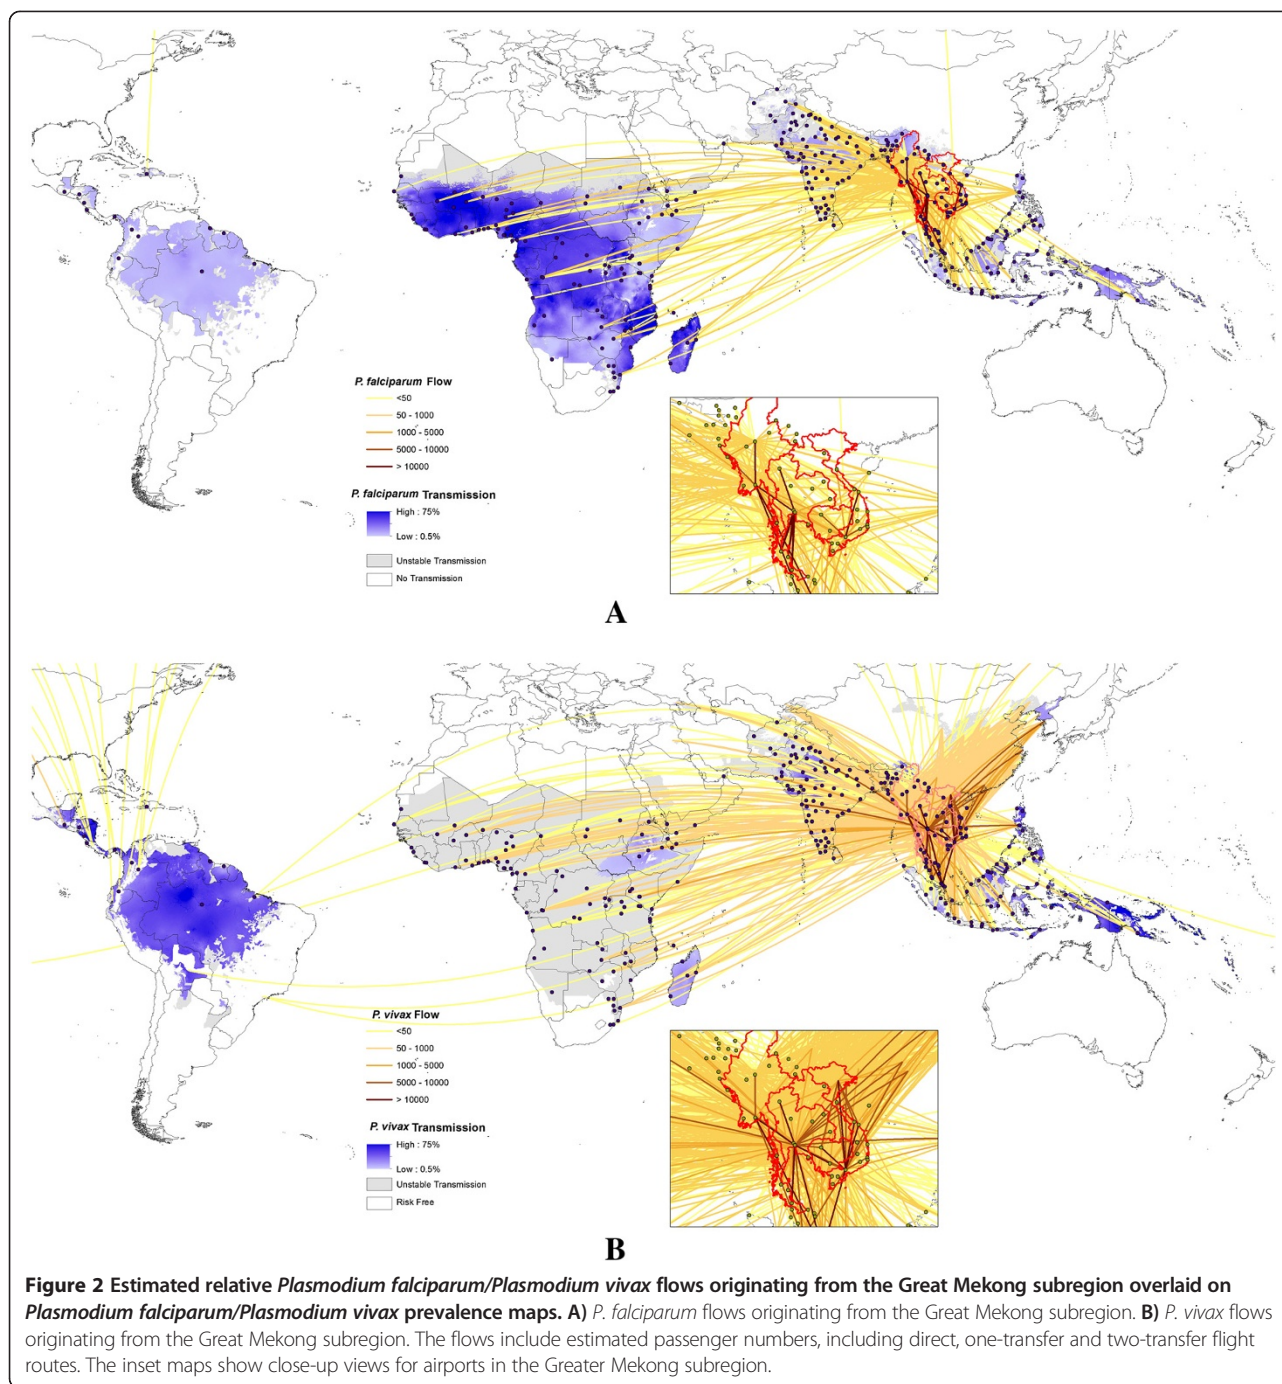 P. falciparum Flow
<50
50 - 1000
1000 - 5000
5000 - 10000
> 10000
P. falciparum Transmission
High : 75%
Low : 0.5%
Unstable Transmission
No Transmission
A
P. vivax Flow
<50
50 - 1000
1000 - 5000
5000 - 10000
> 10000
P. vivax Transmission
High : 75%
Low : 0.5%
Unstable Transmission
Risk Free
B
Figure 2 Estimated relative Plasmodium falciparum/Plasmodium vivax flows originating from the Great Mekong subregion overlaid on
Plasmodium falciparum/Plasmodium vivax prevalence maps. A) P. falciparum flows originating from the Great Mekong subregion. B) P. vivax flows
originating from the Great Mekong subregion. The flows include estimated passenger numbers, including direct, one-transfer and two-transfer flight
routes. The inset maps show close-up views for airports in the Greater Mekong subregion.